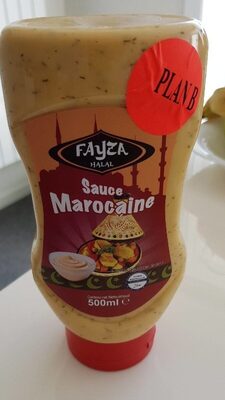 PLAN B
FAYZA
HALAL
Sauce
Marocaine
500ml ℮